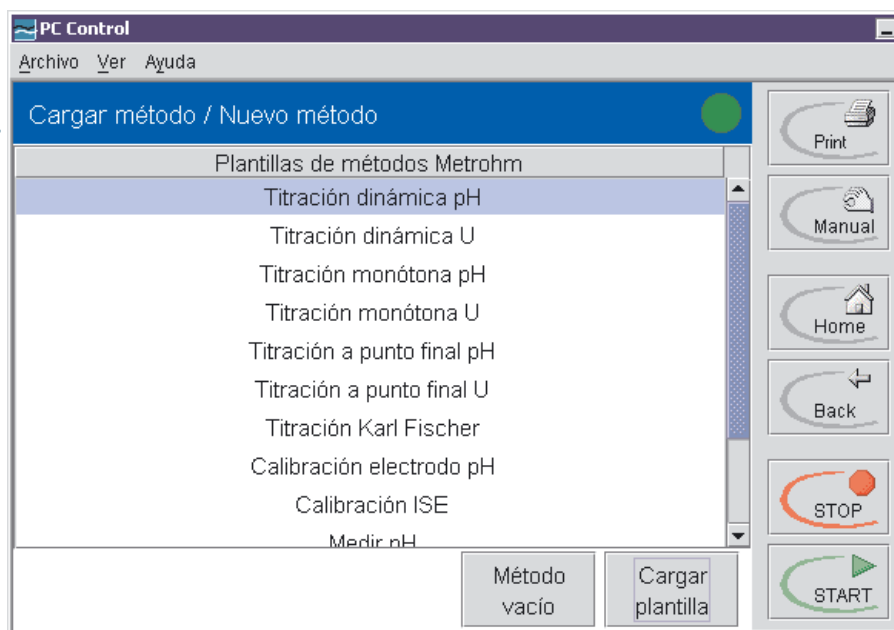 PC Control
Archivo Ver Ayuda
Cargar método / Nuevo método
Plantillas de métodos Metrohm
Titración dinámica pH
Titración dinámica U
Titración monótona pH
Titración monótona U
Titración a punto final pH
Titración a punto final U
Titración Karl Fischer
Calibración electrodo pH
Calibración ISE
Medir pH
Método
vacío
Cargar
plantilla
Print
Manual
Home
Back
STOP
START